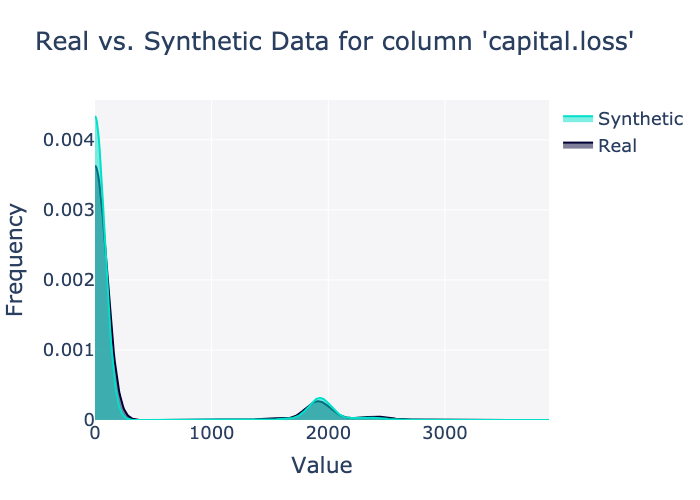 Real vs. Synthetic Data for column 'capital.loss'
Synthetic
Real
0.004
0.003
0.002
0.001
0
Frequency
0 1000 2000 3000
Value